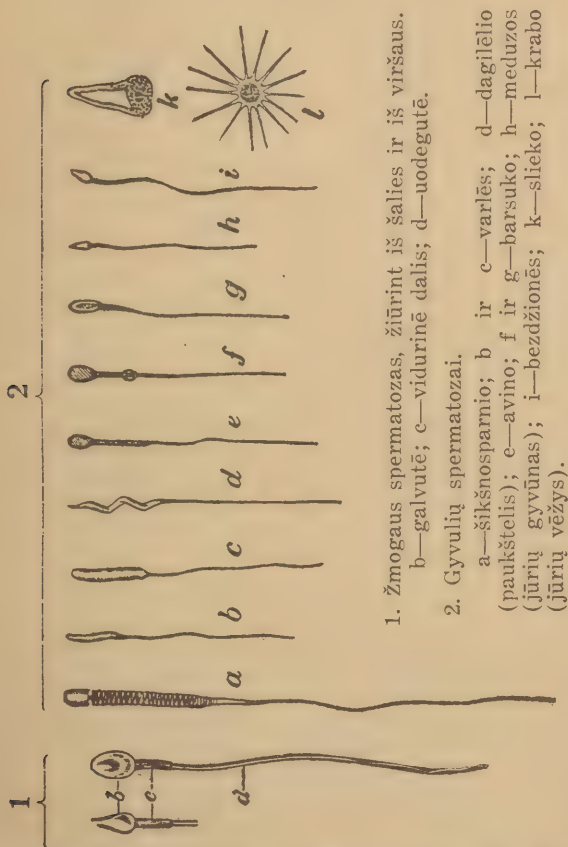 1
2
b
c
d
a
b
c
d
e
f
g
h
i
k
l
1. Žmogaus spermatozas, žiūrint iš šalies ir iš viršaus.
b—galvutė; c—vidurinė dalis; d—uodegutė.
2. Gyvulių spermatozai.
a—šikšnosparnio; b ir c—varlės; d—dagilėlio
(paukštelis); e—avino; f ir g—barsuko; h—meduzos
(jūrių gyvūnas); i—bezdžionės; k—slieko; l—krabo
(jūrių vėžys).